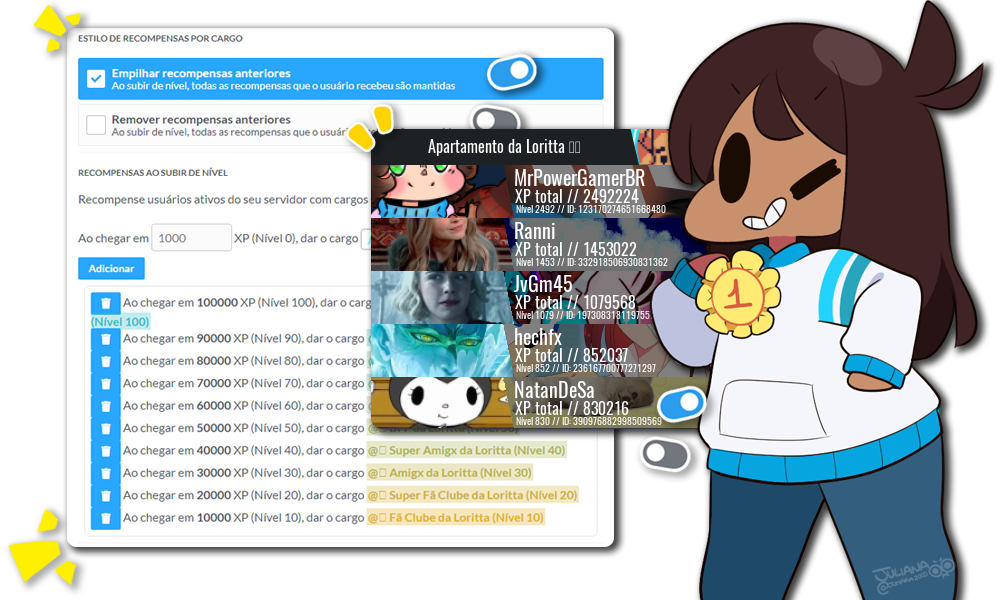 ESTILO DE RECOMPENSAS POR CARGO
Empilhar recompensas anteriores
Ao subir de nível, todas as recompensas que o usuário recebeu são mantidas
Remover recompensas anteriores
Ao subir de nível, todas as recompensas que o usuár
RECOMPENSAS AO SUBIR DE NÍVEL
Recompense usuários ativos do seu servidor com cargos
Ao chegar em 1000 XP (Nível 0), dar o cargo
Adicionar
Ao chegar em 100000 XP (Nível 100), dar o carg
(Nível 100)
Ao chegar em 90000 XP (Nível 90), dar o cargo
Ao chegar em 80000 XP (Nível 80), dar o cargo
Ao chegar em 70000 XP (Nível 70), dar o cargo
Ao chegar em 60000 XP (Nível 60), dar o cargo
Ao chegar em 50000 XP (Nível 50), dar o cargo
Ao chegar em 40000 XP (Nível 40), dar o cargo @ Super Amigx da Loritta (Nível 40)
Ao chegar em 30000 XP (Nível 30), dar o cargo @ Amigx da Loritta (Nível 30)
Ao chegar em 20000 XP (Nível 20), dar o cargo @ Super Fã Clube da Loritta (Nível 20)
Ao chegar em 10000 XP (Nível 10), dar o cargo @ Fã Clube da Loritta (Nível 10)
Apartamento da Loritta
MrPowerGamerBR
XP total // 2492224
Nível 2492 // ID: 123170274651668480
Ranni
XP total // 1453022
Nível 1453 // ID: 332918506930831362
JvGm45
XP total // 1079568
Nível 1079 // ID: 197308318119755
hechfx
XP total // 852037
Nível 852 // ID: 236167700777271297
NatanDeSa
XP total // 830216
Nível 830 // ID: 390976882998509569
1
JULIANA